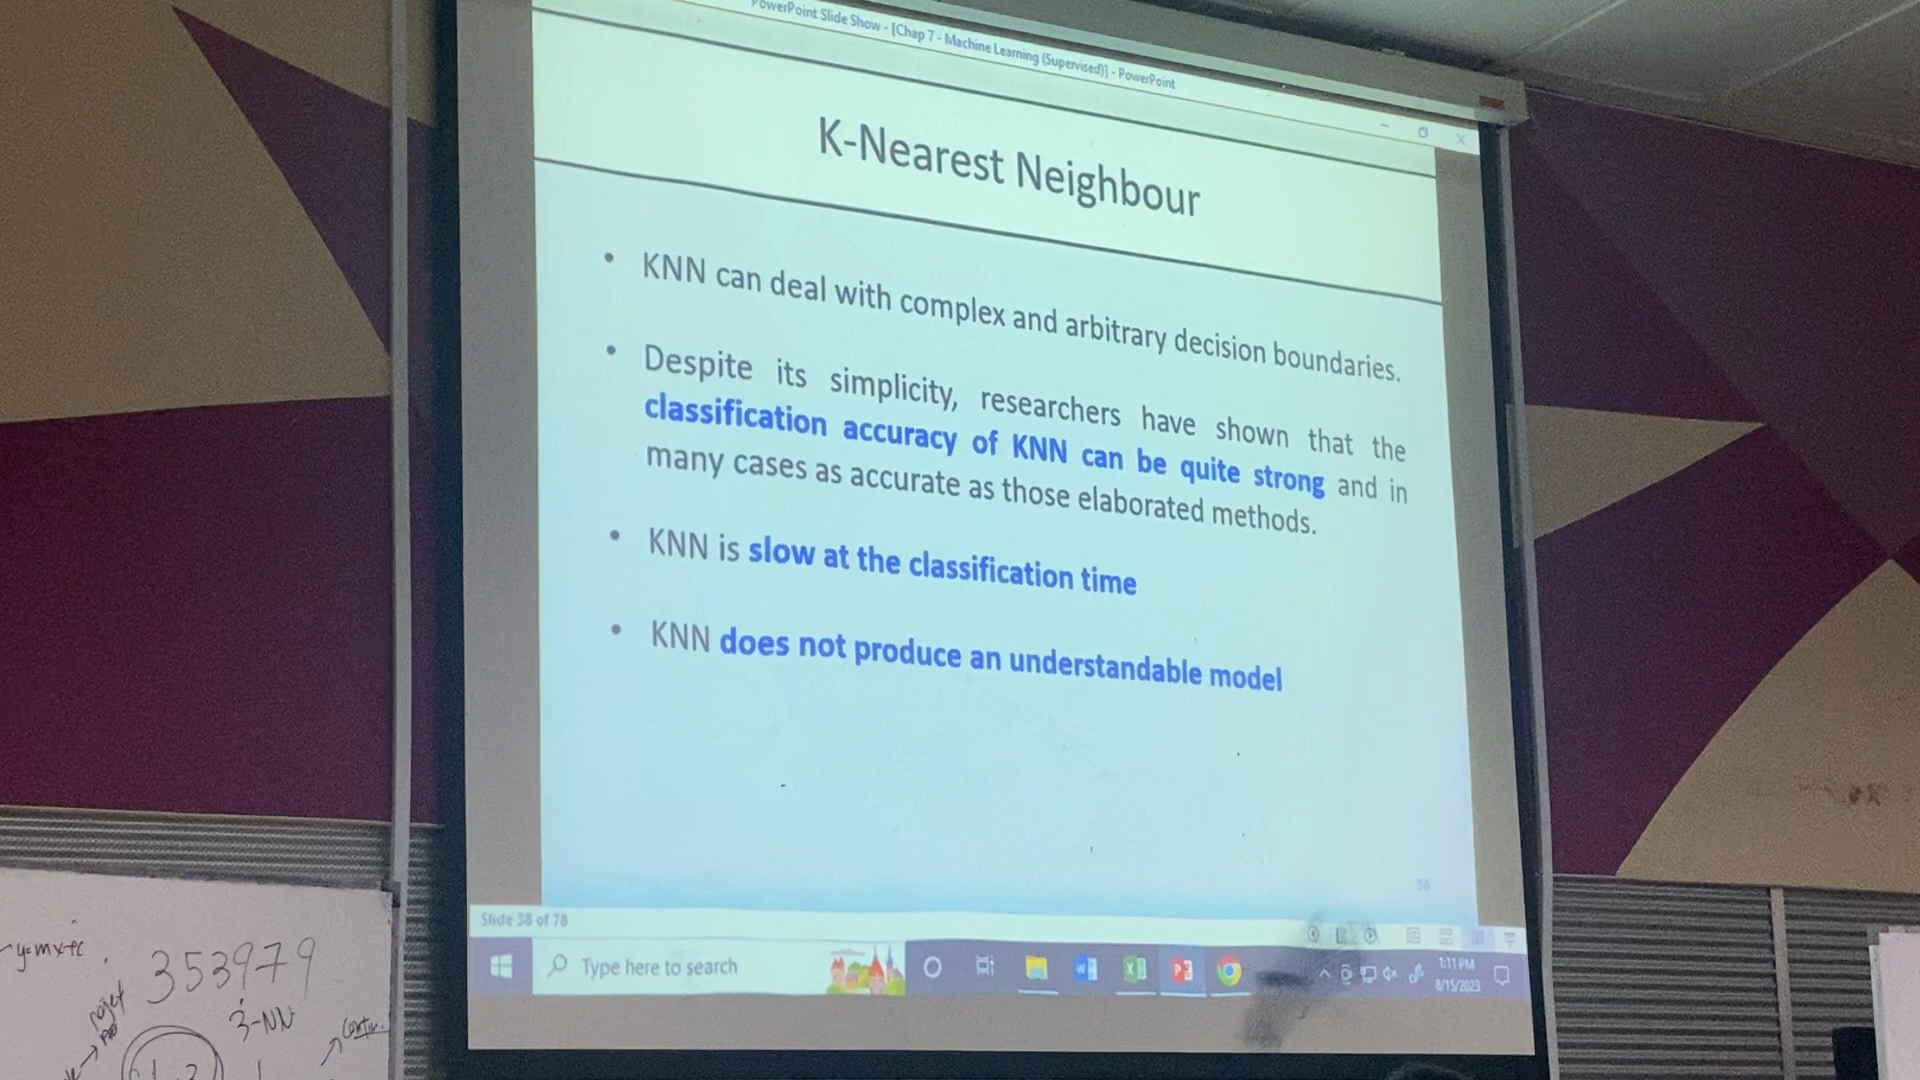 PowerPoint Slide Show - [Chap 7 - Machine Learning (Supervised)] - PowerPoint
K-Nearest Neighbour
• KNN can deal with complex and arbitrary decision boundaries.
• Despite its simplicity, researchers have shown that the
classification accuracy of KNN can be quite strong and in
many cases as accurate as those elaborated methods.
• KNN is slow at the classification time
• KNN does not produce an understandable model
38
Slide 38 of 78
Type here to search
1:11 PM
8/15/2023
y=mx+c
353979
3-NN